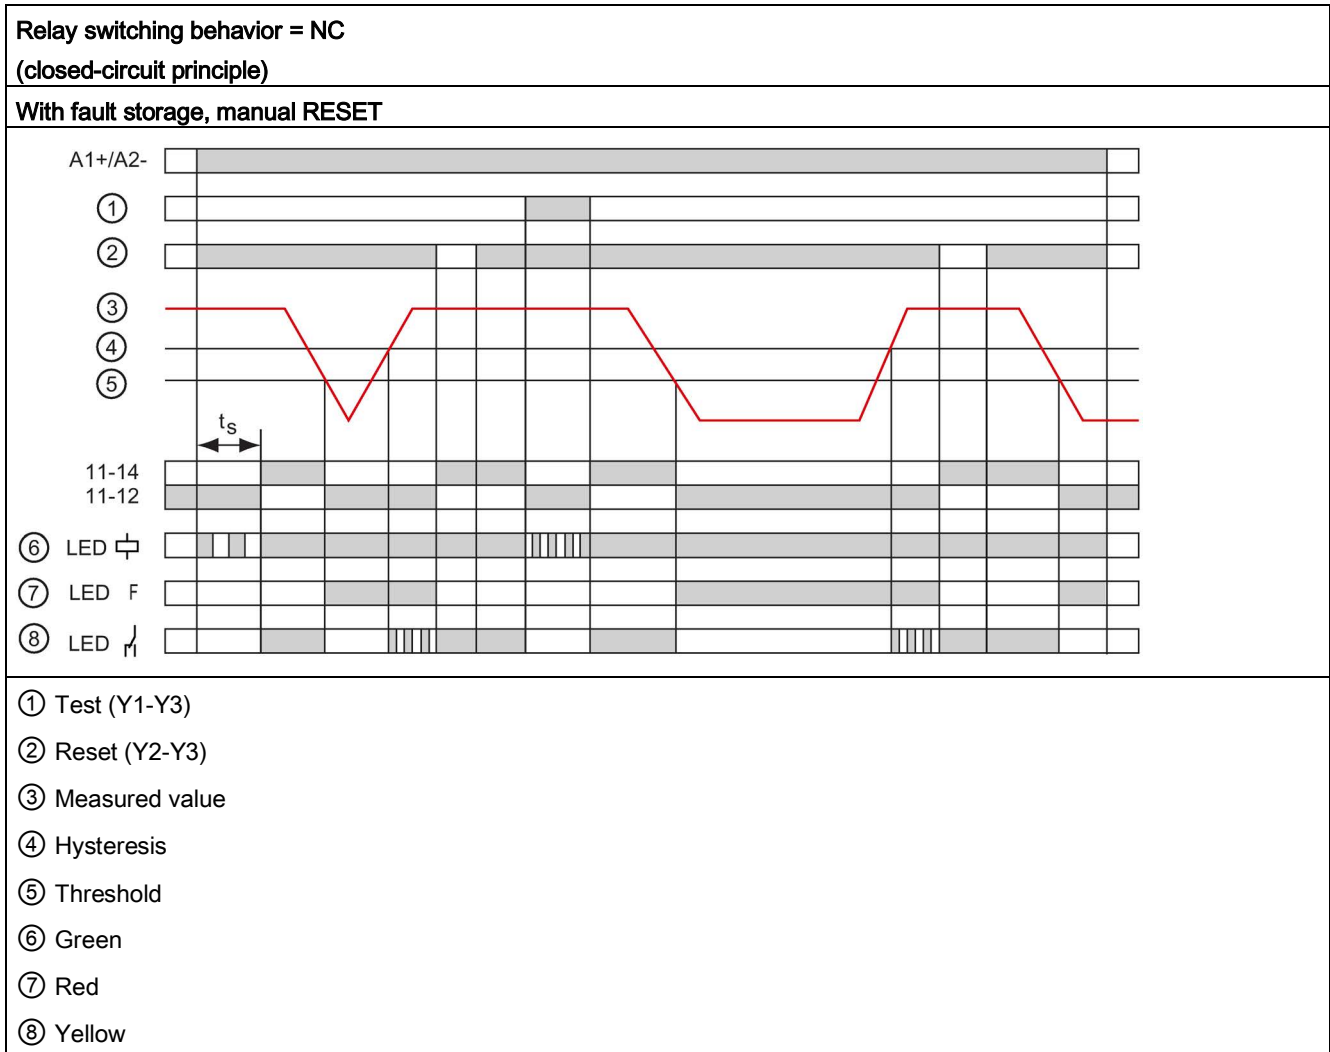 Relay switching behavior = NC
(closed-circuit principle)
With fault storage, manual RESET
A1+/A2-
①
②
③
④
⑤
ts
11-14
11-12
⑥ LED
⑦ LED F
⑧ LED
① Test (Y1-Y3)
② Reset (Y2-Y3)
③ Measured value
④ Hysteresis
⑤ Threshold
⑥ Green
⑦ Red
⑧ Yellow